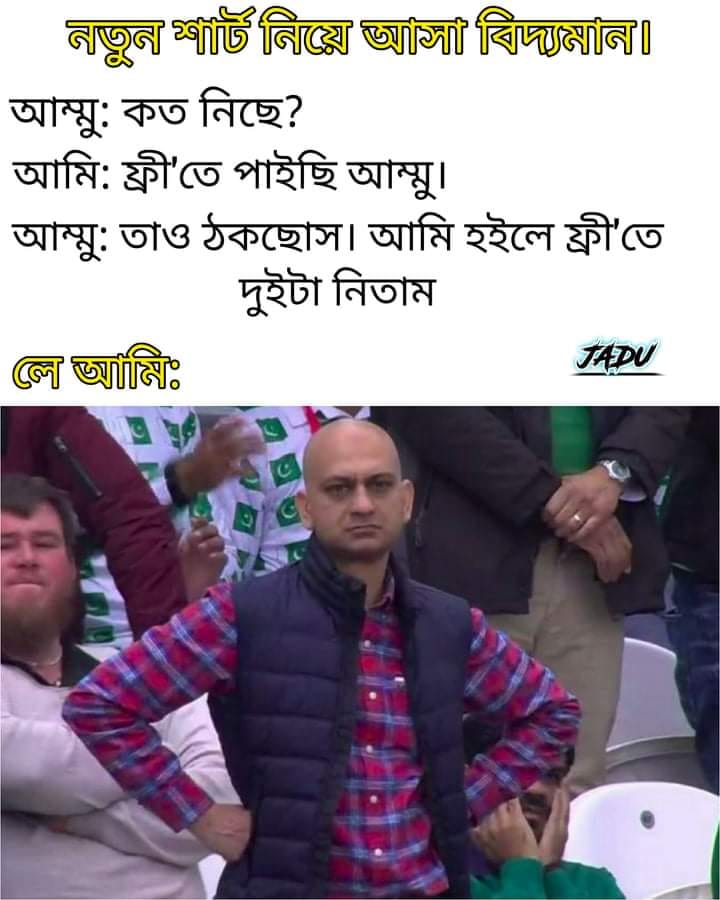 নতুন শার্ট নিয়ে আসা বিদ্যমান।
আম্মু: কত নিছে?
আমি: ফ্রী'তে পাইছি আম্মু।
আম্মু: তাও ঠকছোস। আমি হইলে ফ্রী'তে
দুইটা নিতাম
লে আমি:
JADU